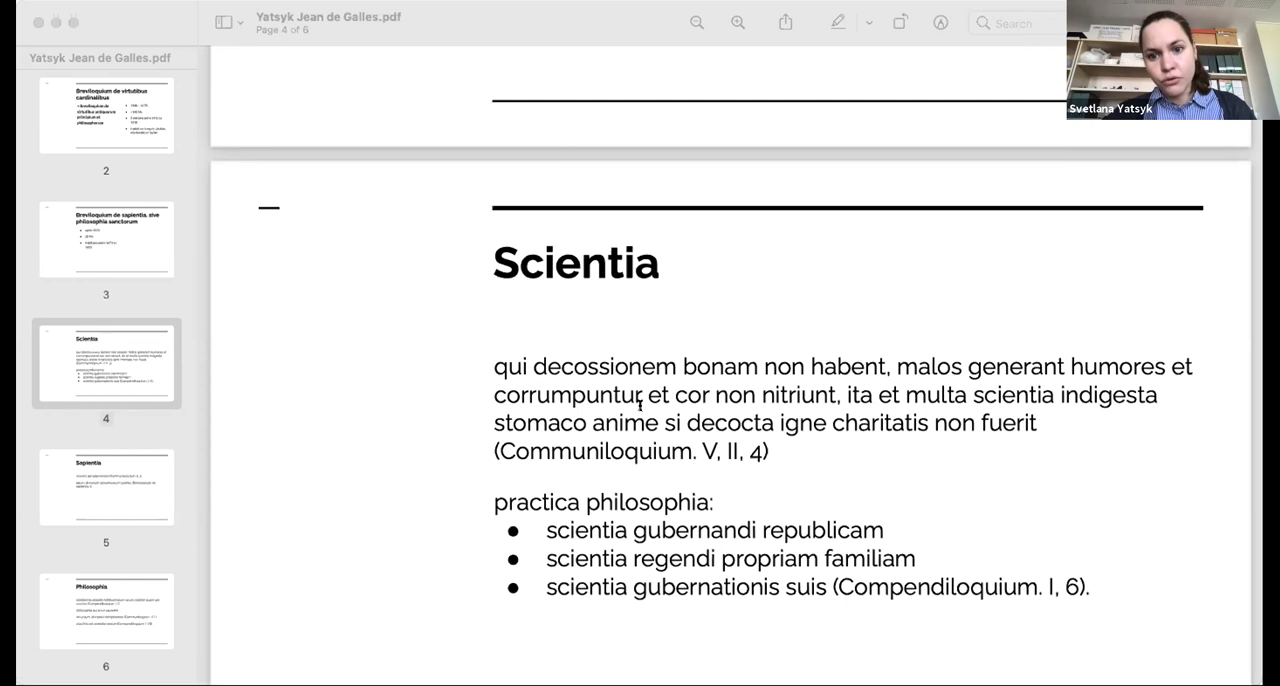 Yatsyk Jean de Galles.pdf
Page 4 of 6
Search
Svetlana Yatsyk
Yatsyk Jean de Galles.pdf
Breviloquium de virtutibus
cardinalibus
2
Breviloquium de sapientia, sive
philosophia sanctorum
3
Scientia
4
Sapientia
5
Philosophia
6
Scientia
qui decossionem bonam non habent, malos generant humores et
corrumpuntur et cor non nitriunt, ita et multa scientia indigesta
stomaco anime si decocta igne charitatis non fuerit
(Communiloquium. V, II, 4)
practica philosophia:
● scientia gubernandi republicam
● scientia regendi propriam familiam
● scientia gubernationis suis (Compendiloquium. I, 6).